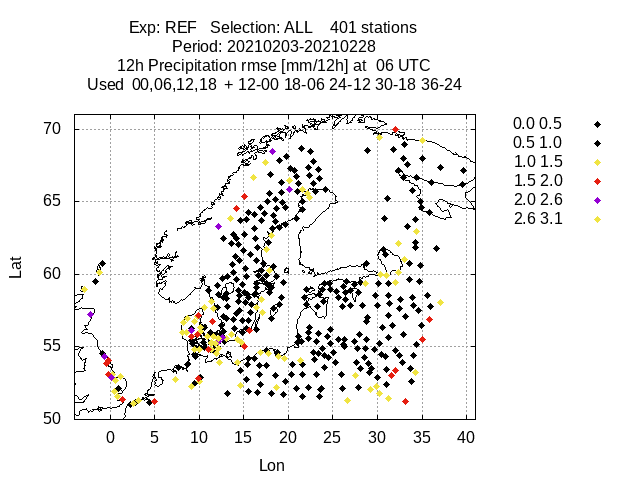 Exp: REF   Selection: ALL    401 stations
Period: 20210203-20210228
12h Precipitation rmse [mm/12h] at  06 UTC
Used  00,06,12,18  + 12-00 18-06 24-12 30-18 36-24
0.0 0.5
0.5 1.0
1.0 1.5
1.5 2.0
2.0 2.6
2.6 3.1
70
65
60
55
50
Lat
0 5 10 15 20 25 30 35 40
Lon